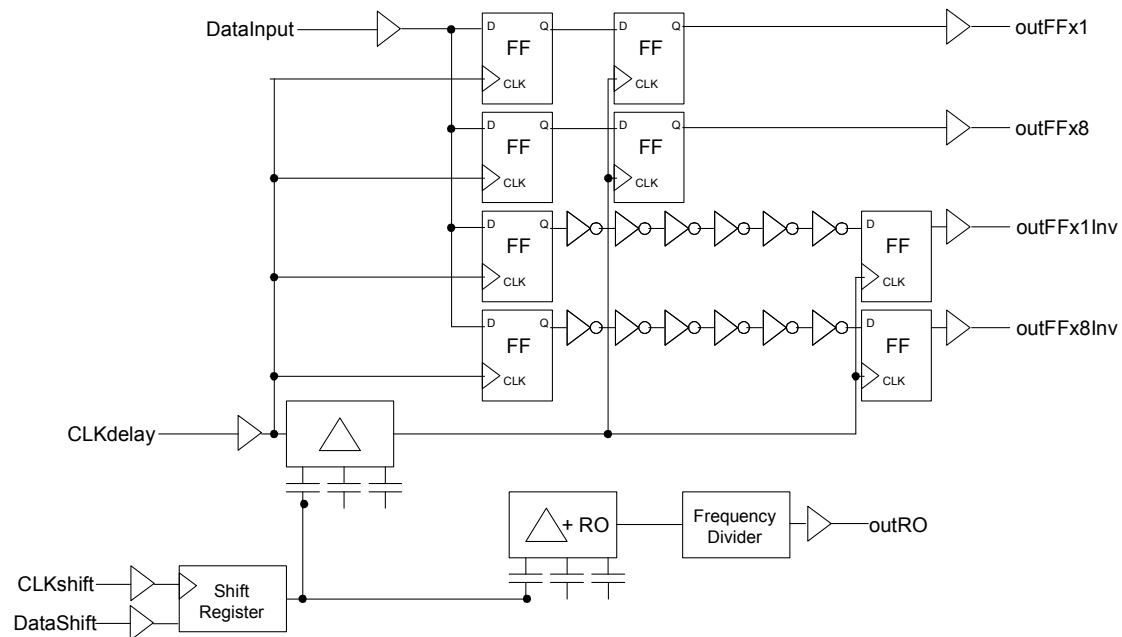 DataInput
D
Q
FF
CLK
D
Q
FF
CLK
outFFx1
D
Q
FF
CLK
D
Q
FF
CLK
outFFx8
D
Q
FF
CLK
D
FF
CLK
outFFx1Inv
D
Q
FF
CLK
D
FF
CLK
outFFx8Inv
CLKdelay
+ RO
Frequency
Divider
outRO
CLKshift
DataShift
Shift
Register